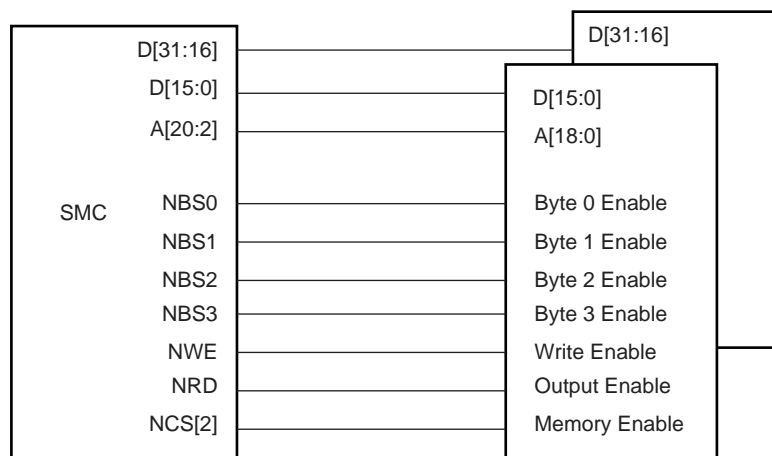 D[31:16] D[31:16]
D[15:0] D[15:0]
A[20:2] A[18:0]
SMC NBS0 Byte 0 Enable
NBS1 Byte 1 Enable
NBS2 Byte 2 Enable
NBS3 Byte 3 Enable
NWE Write Enable
NRD Output Enable
NCS[2] Memory Enable